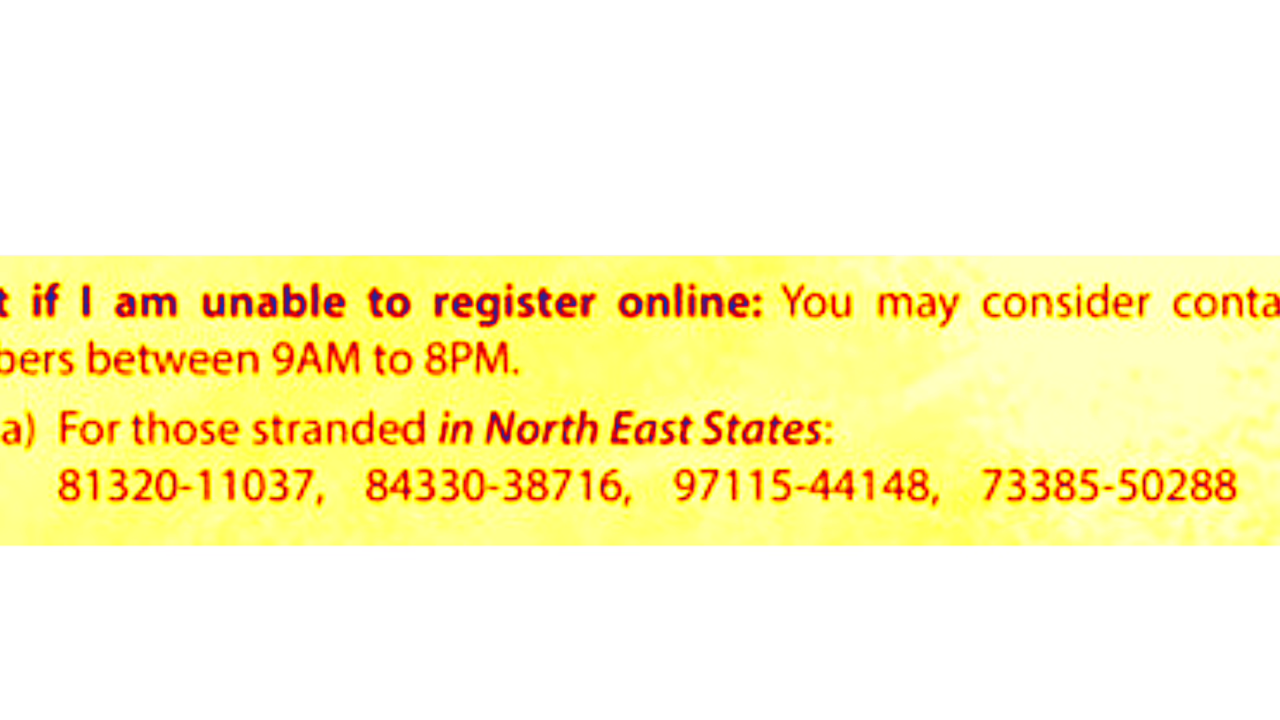 t if I am unable to register online: You may consider conta
bers between 9AM to 8PM.
a) For those stranded in North East States:
81320-11037, 84330-38716, 97115-44148, 73385-50288